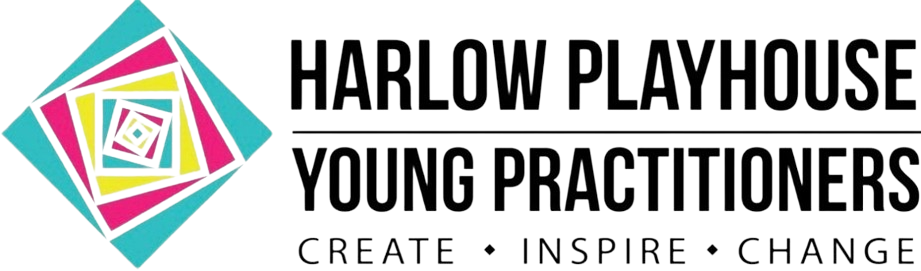 HARLOW PLAYHOUSE
YOUNG PRACTITIONERS
CREATE ◆ INSPIRE ◆ CHANGE